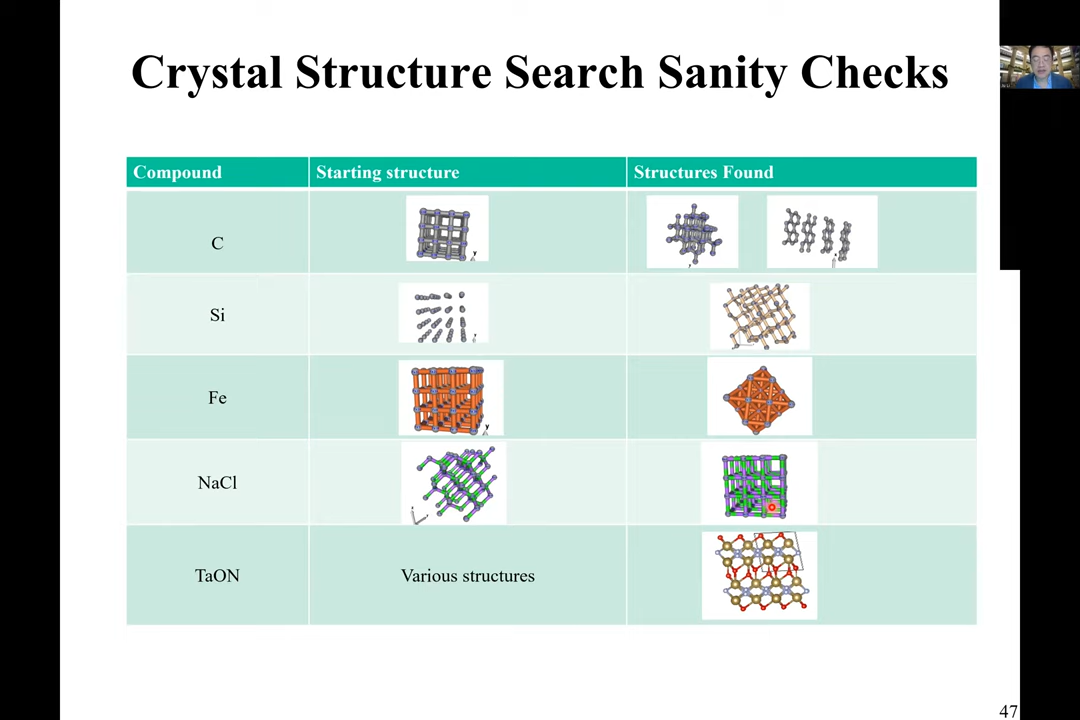 Crystal Structure Search Sanity Checks
Compound Starting structure Structures Found
C
Si
Fe
NaCl
TaON Various structures
47